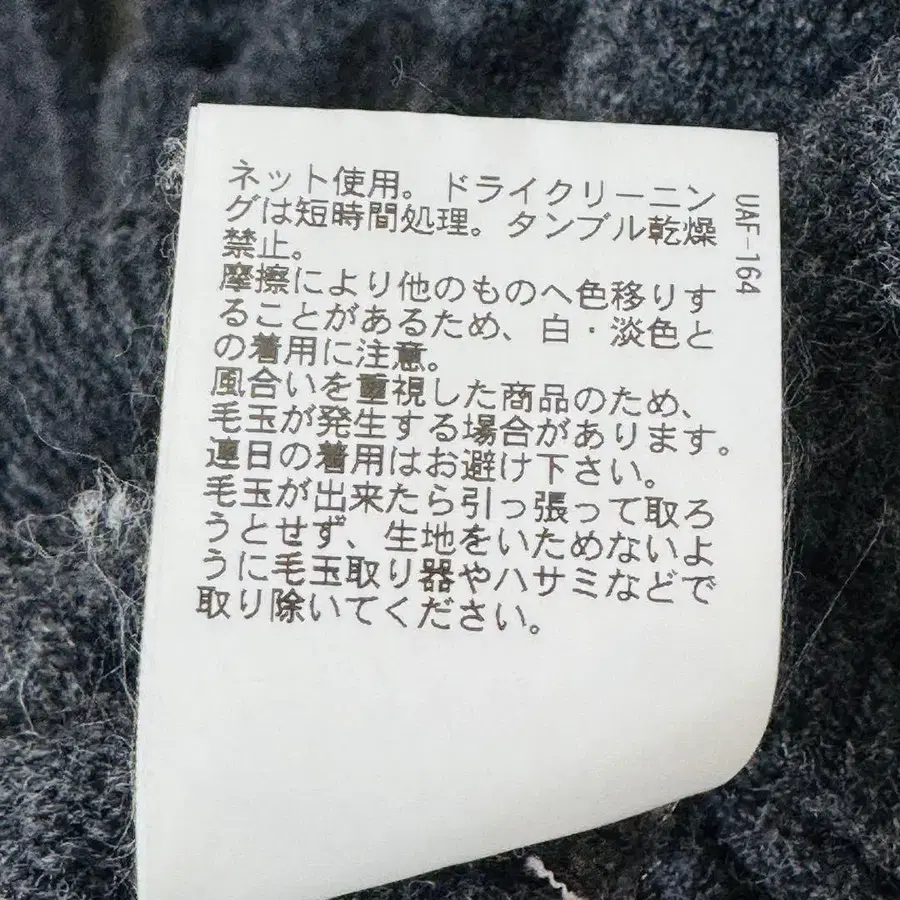 ネット使用。ドライクリーニン
グは短時間処理。タンブル乾燥
禁止。
摩擦により他のものへ色移りす
ることがあるため、白・淡色と
の着用に注意。
風合いを重視した商品のため、
毛玉が発生する場合があります。
連日の着用はお避け下さい。
毛玉が出来たら引っ張って取ろ
うとせず、生地をいためないよ
うに毛玉取り器やハサミなどで
取り除いてください。
UAF-164